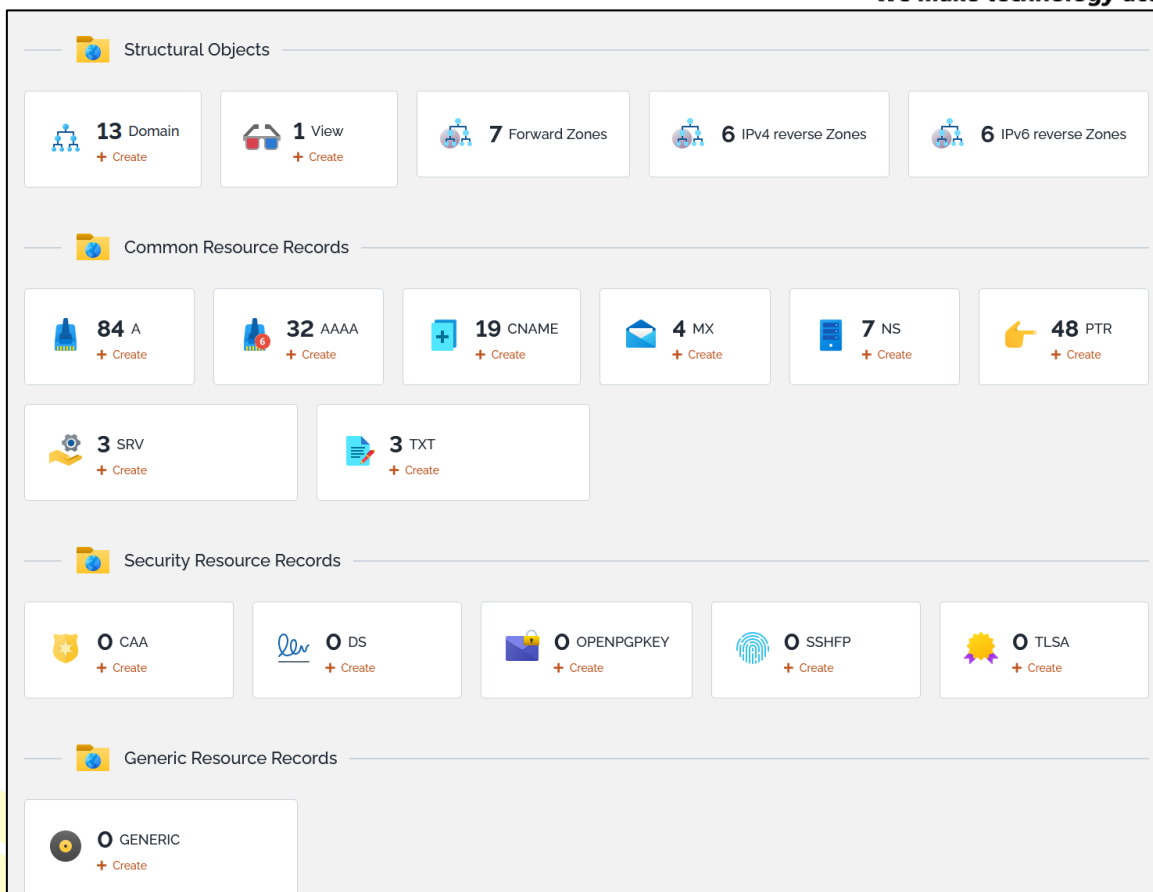 Structural Objects
13 Domain
+ Create
1 View
+ Create
7 Forward Zones
6 IPv4 reverse Zones
6 IPv6 reverse Zones
Common Resource Records
84 A
+ Create
32 AAAA
+ Create
6
19 CNAME
+ Create
4 MX
+ Create
7 NS
+ Create
48 PTR
+ Create
3 SRV
+ Create
3 TXT
+ Create
Security Resource Records
0 CAA
+ Create
0 DS
+ Create
0 OPENPGPKEY
+ Create
0 SSHFP
+ Create
0 TLSA
+ Create
Generic Resource Records
0 GENERIC
+ Create